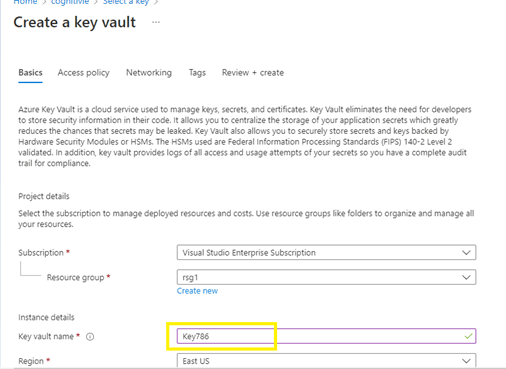 Home > cognitivie > Select a key >
Create a key vault ...
Basics Access policy Networking Tags Review + create
Azure Key Vault is a cloud service used to manage keys, secrets, and certificates. Key Vault eliminates the need for developers
to store security information in their code. It allows you to centralize the storage of your application secrets which greatly
reduces the chances that secrets may be leaked. Key Vault also allows you to securely store secrets and keys backed by
Hardware Security Modules or HSMs. The HSMs used are Federal Information Processing Standards (FIPS) 140-2 Level 2
validated. In addition, key vault provides logs of all access and usage attempts of your secrets so you have a complete audit
trail for compliance.
Project details
Select the subscription to manage deployed resources and costs. Use resource groups like folders to organize and manage all
your resources.
Subscription * Visual Studio Enterprise Subscription
Resource group * rsg1
Create new
Instance details
Key vault name * Key786
Region * East US